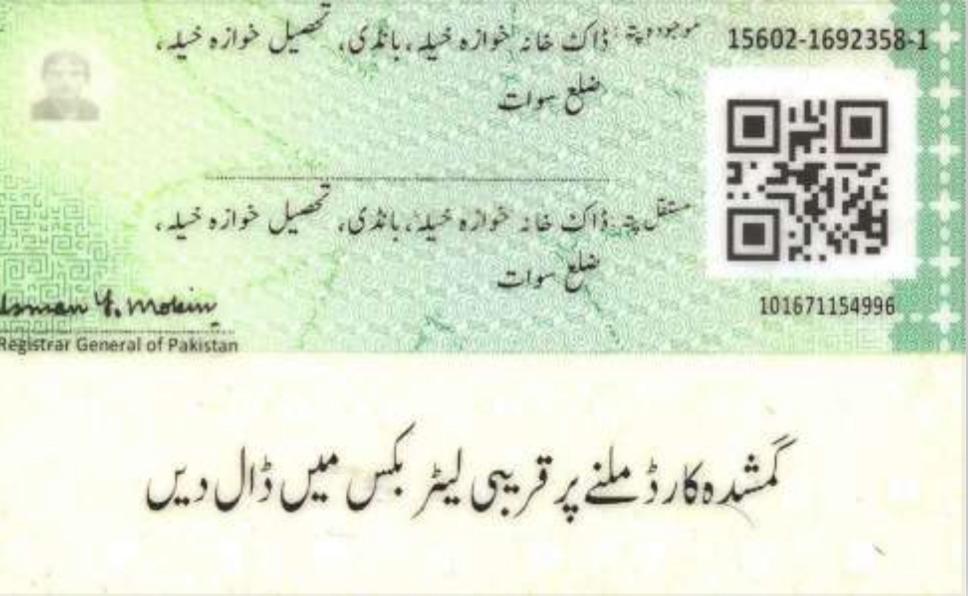 موجودہ پتہ: ڈاک خانہ خوازہ خیلہ، بانڈی، تحصیل خوازہ خیلہ،
ضلع سوات
15602-1692358-1
مستقل پتہ: ڈاک خانہ خوازہ خیلہ، بانڈی، تحصیل خوازہ خیلہ،
ضلع سوات
101671154996
Usman Y. Mobin
Registrar General of Pakistan
گمشدہ کارڈ ملنے پر قریبی لیٹر بکس میں ڈال دیں